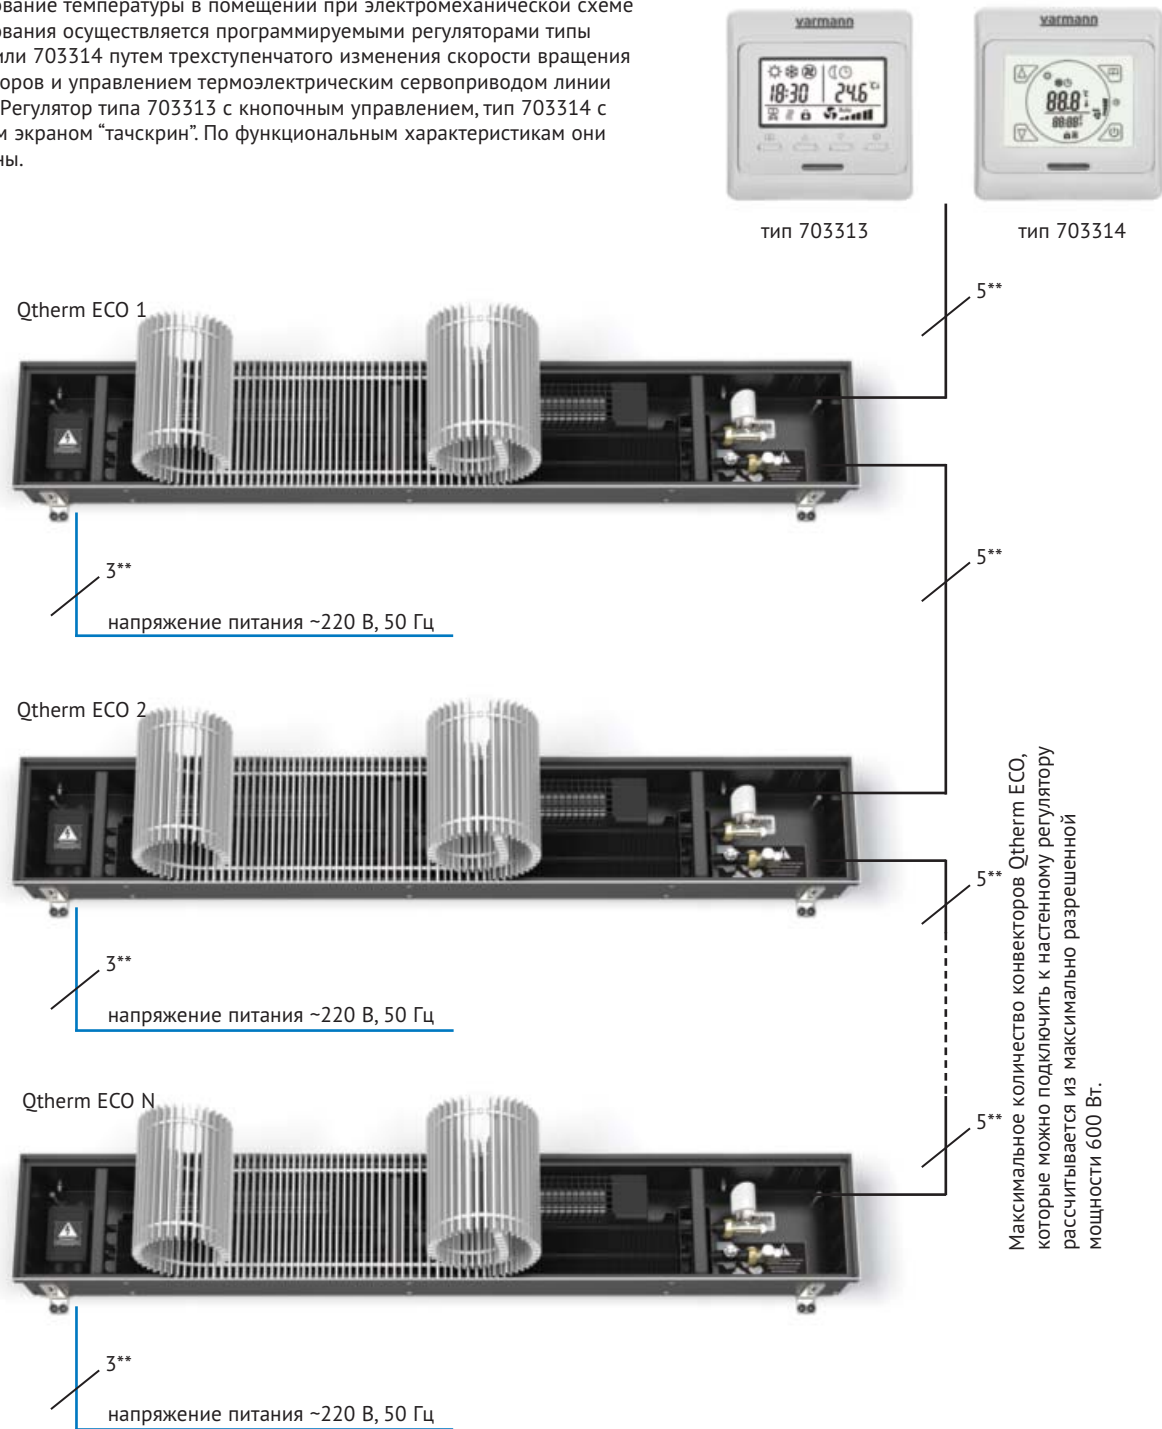 ование температуры в помещении при электромеханической схеме
ования осуществляется программируемыми регуляторами типы
или 703314 путем трехступенчатого изменения скорости вращения
оров и управлением термоэлектрическим сервоприводом линии
Регулятор типа 703313 с кнопочным управлением, тип 703314 с
м экраном “тачскрин”. По функциональным характеристикам они
ны.
varmann
18:30
24.6
varmann
88.8
88:88
тип 703313
тип 703314
5**
Qtherm ECO 1
5**
3**
напряжение питания ~220 В, 50 Гц
Qtherm ECO 2
5**
3**
напряжение питания ~220 В, 50 Гц
Qtherm ECO N
5**
3**
напряжение питания ~220 В, 50 Гц
Максимальное количество конвекторов Qtherm ECO,
которые можно подключить к настенному регулятору
рассчитывается из максимально разрешенной
мощности 600 Вт.